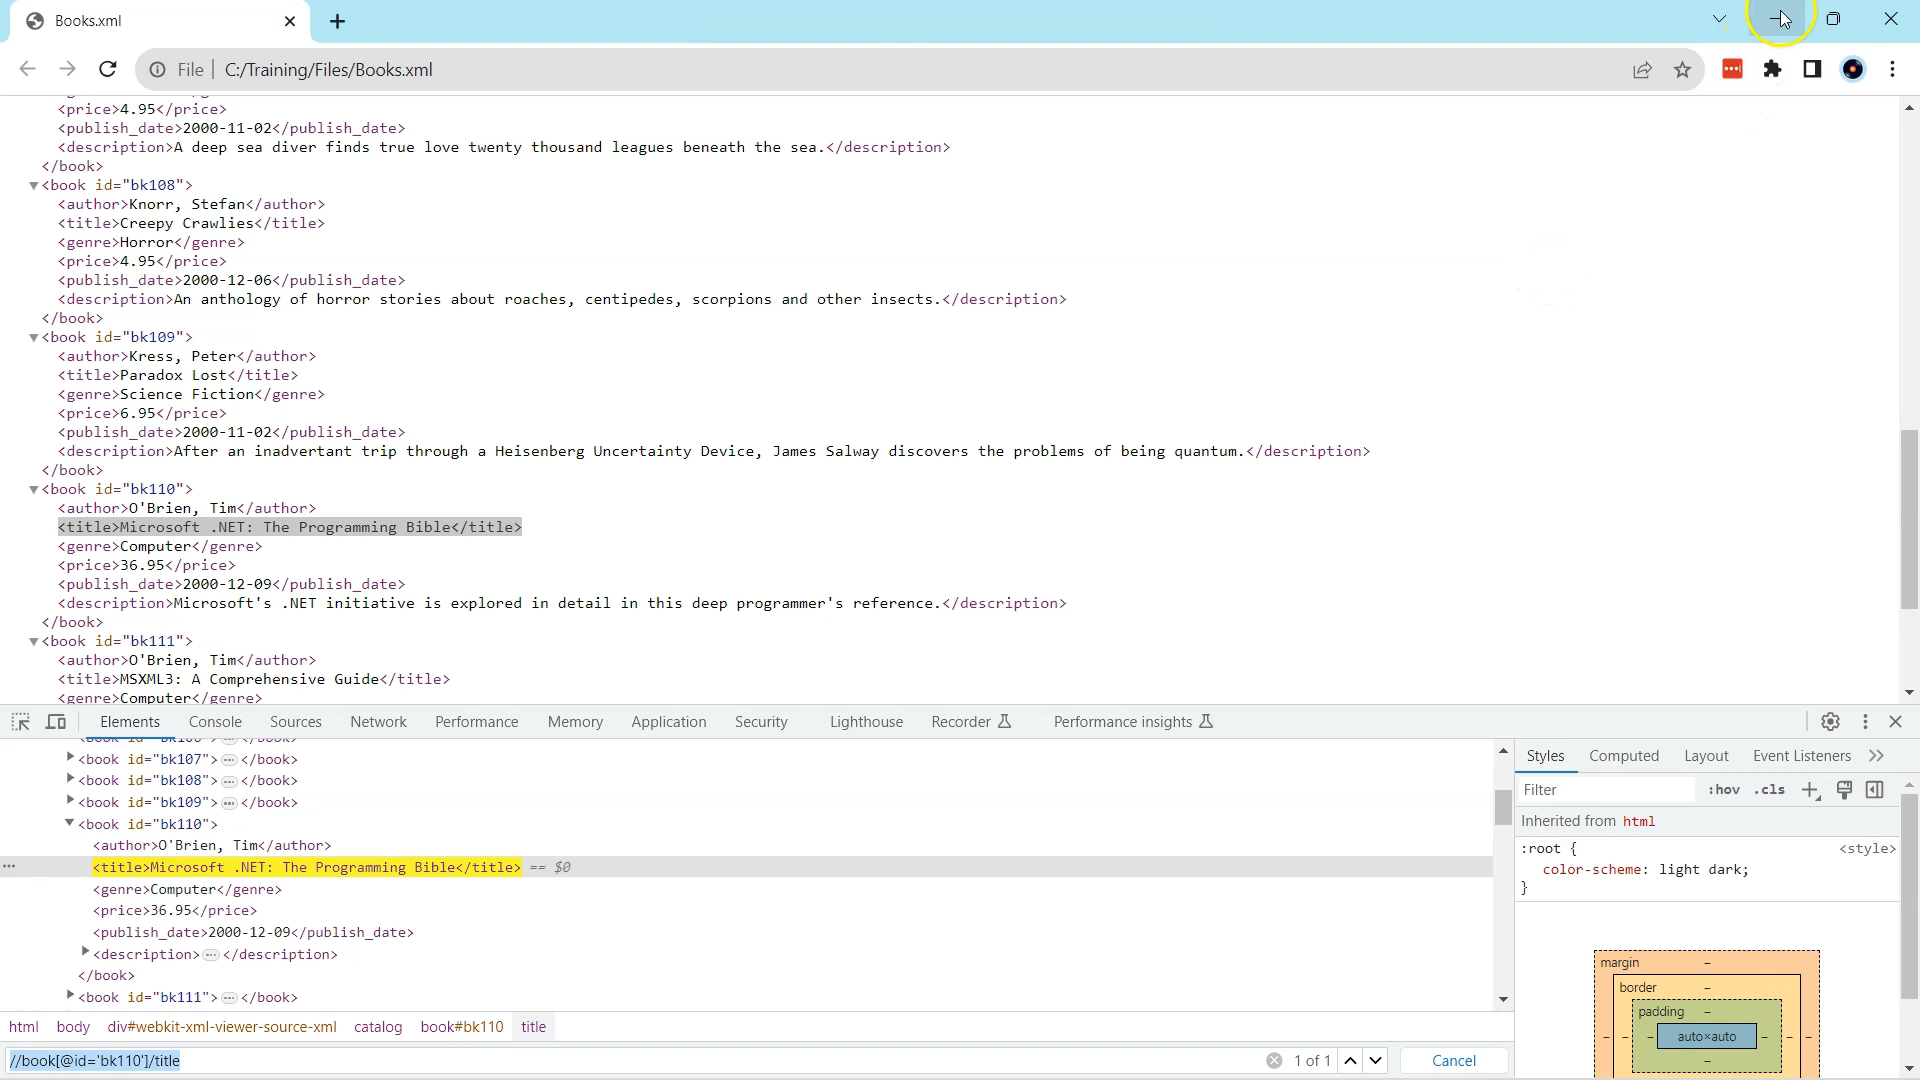 Books.xml
File | C:/Training/Files/Books.xml
<price>4.95</price>
<publish_date>2000-11-02</publish_date>
<description>A deep sea diver finds true love twenty thousand leagues beneath the sea.</description>
</book>
▼<book id="bk108">
<author>Knorr, Stefan</author>
<title>Creepy Crawlies</title>
<genre>Horror</genre>
<price>4.95</price>
<publish_date>2000-12-06</publish_date>
<description>An anthology of horror stories about roaches, centipedes, scorpions and other insects.</description>
</book>
▼<book id="bk109">
<author>Kress, Peter</author>
<title>Paradox Lost</title>
<genre>Science Fiction</genre>
<price>6.95</price>
<publish_date>2000-11-02</publish_date>
<description>After an inadvertant trip through a Heisenberg Uncertainty Device, James Salway discovers the problems of being quantum.</description>
</book>
▼<book id="bk110">
<author>O'Brien, Tim</author>
<title>Microsoft .NET: The Programming Bible</title>
<genre>Computer</genre>
<price>36.95</price>
<publish_date>2000-12-09</publish_date>
<description>Microsoft's .NET initiative is explored in detail in this deep programmer's reference.</description>
</book>
▼<book id="bk111">
<author>O'Brien, Tim</author>
<title>MSXML3: A Comprehensive Guide</title>
<genre>Computer</genre>
Elements Console Sources Network Performance Memory Application Security Lighthouse Recorder Performance insights
▶<book id="bk107">…</book>
▶<book id="bk108">…</book>
▶<book id="bk109">…</book>
▼<book id="bk110">
<author>O'Brien, Tim</author>
… <title>Microsoft .NET: The Programming Bible</title> == $0
<genre>Computer</genre>
<price>36.95</price>
<publish_date>2000-12-09</publish_date>
▶<description>…</description>
</book>
▶<book id="bk111">…</book>
html body div#webkit-xml-viewer-source-xml catalog book#bk110 title
//book[@id='bk110']/title
1 of 1 Cancel
Styles Computed Layout Event Listeners
Filter :hov .cls
Inherited from html
:root { <style>
color-scheme: light dark;
}
margin –
border –
padding –
– – – auto×auto – – –
–